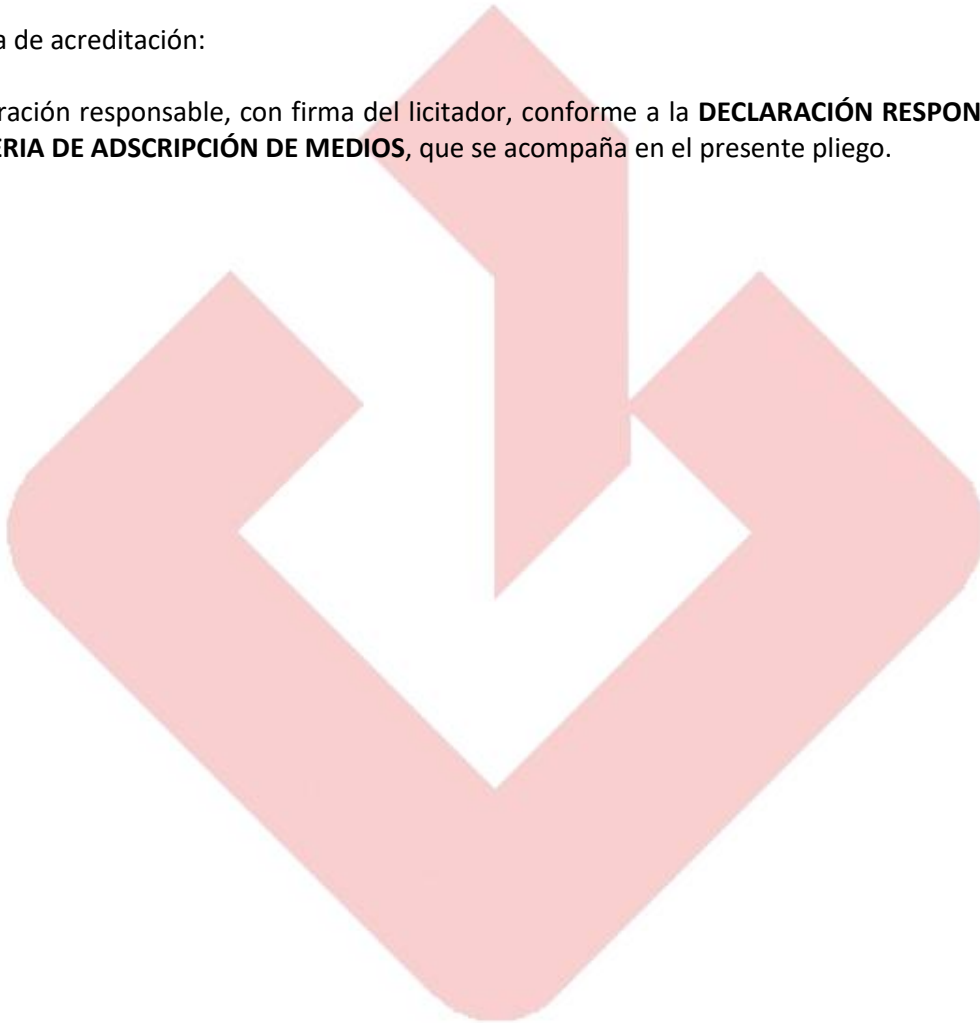 a de acreditación:
ración responsable, con firma del licitador, conforme a la DECLARACIÓN RESPON
ERIA DE ADSCRIPCIÓN DE MEDIOS, que se acompaña en el presente pliego.